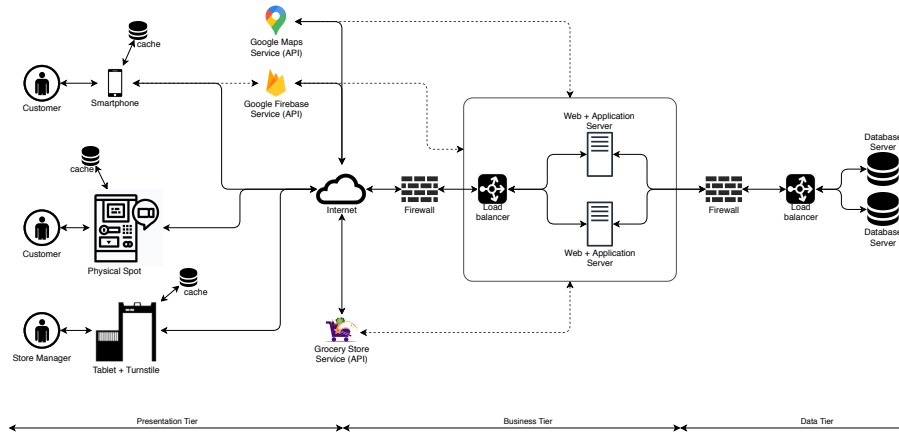 cache
Google Maps
Service (API)
Customer
Smartphone
Google Firebase
Service (API)
Web + Application
Server
Database
Server
cache
Internet
Firewall
Load
balancer
Firewall
Load
balancer
Customer
Physical Spot
Web + Application
Server
Database
Server
cache
Store Manager
Tablet + Turnstile
Grocery Store
Service (API)
Presentation Tier
Business Tier
Data Tier